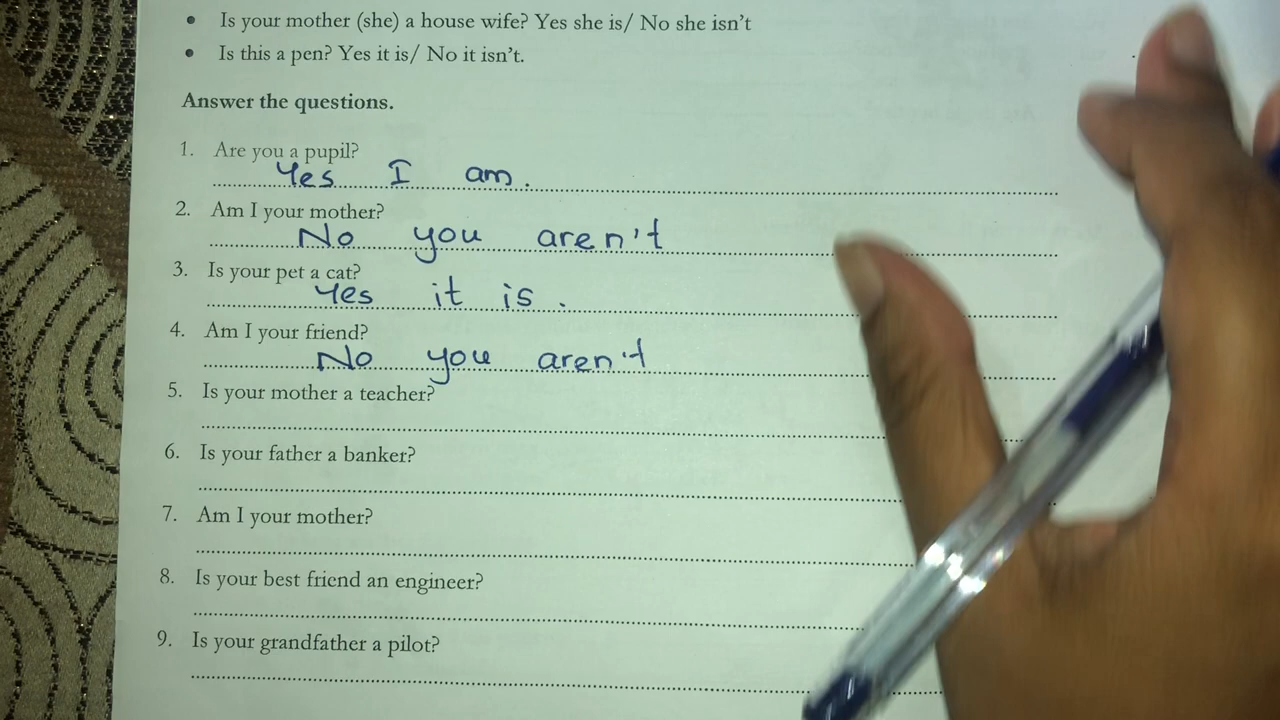 • Is your mother (she) a house wife? Yes she is/ No she isn't
• Is this a pen? Yes it is/ No it isn't.
Answer the questions.
1. Are you a pupil?
Yes I am.
2. Am I your mother?
No you aren't
3. Is your pet a cat?
Yes it is.
4. Am I your friend?
No you aren't
5. Is your mother a teacher?
6. Is your father a banker?
7. Am I your mother?
8. Is your best friend an engineer?
9. Is your grandfather a pilot?